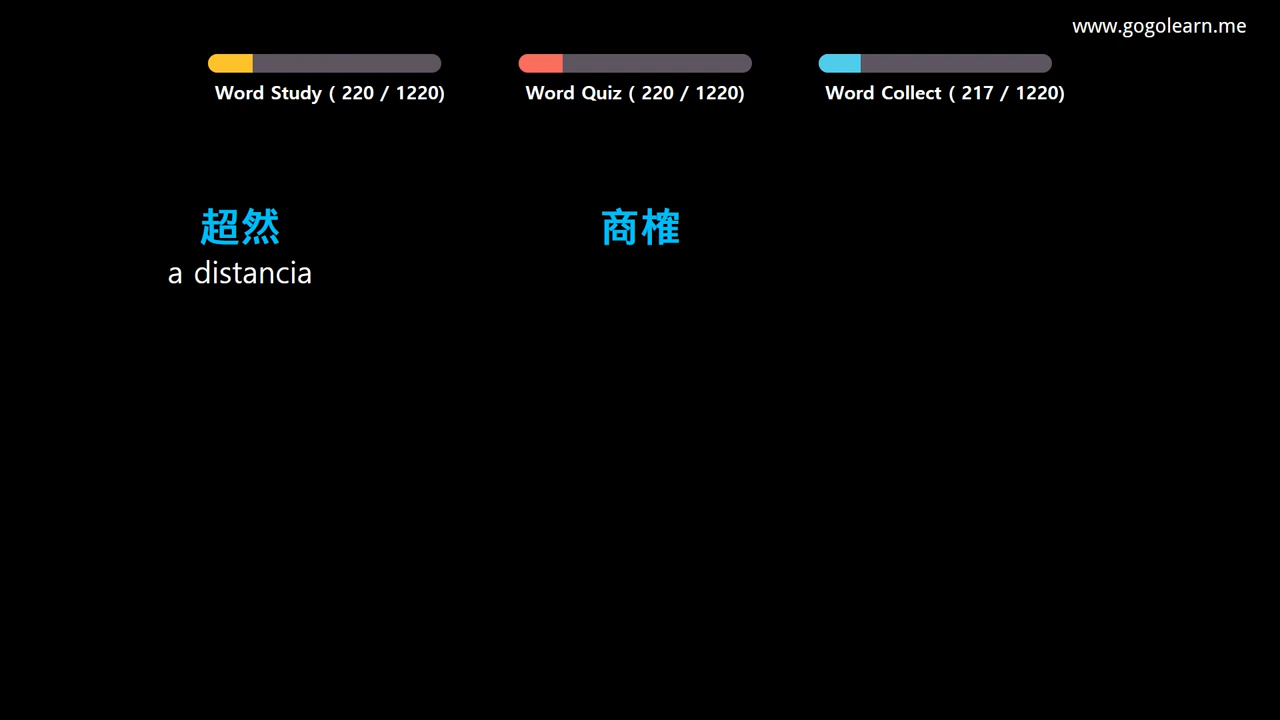 www.gogolearn.me
Word Study ( 220 / 1220)
Word Quiz ( 220 / 1220)
Word Collect ( 217 / 1220)
超然
商榷
a distancia